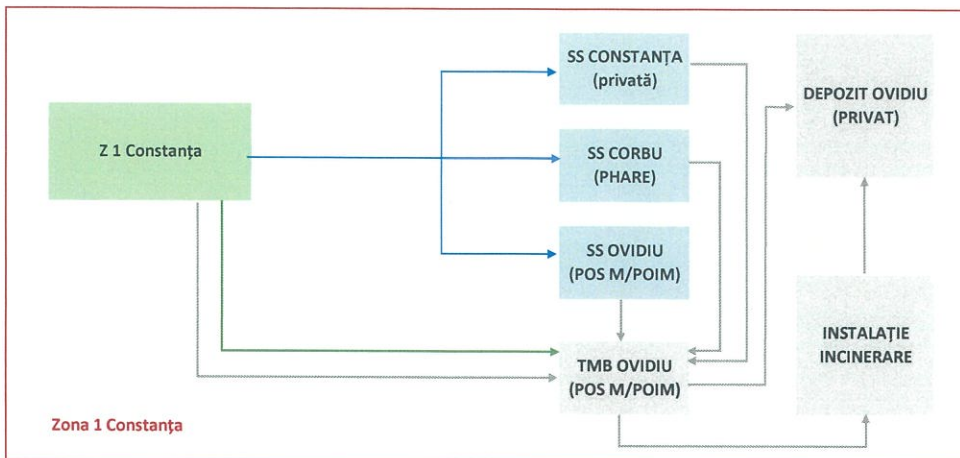 SS CONSTANȚA
(privată)
DEPOZIT OVIDIU
(PRIVAT)
Z 1 Constanța
SS CORBU
(PHARE)
SS OVIDIU
(POS M/POIM)
INSTALAȚIE
INCINERARE
TMB OVIDIU
(POS M/POIM)
Zona 1 Constanța